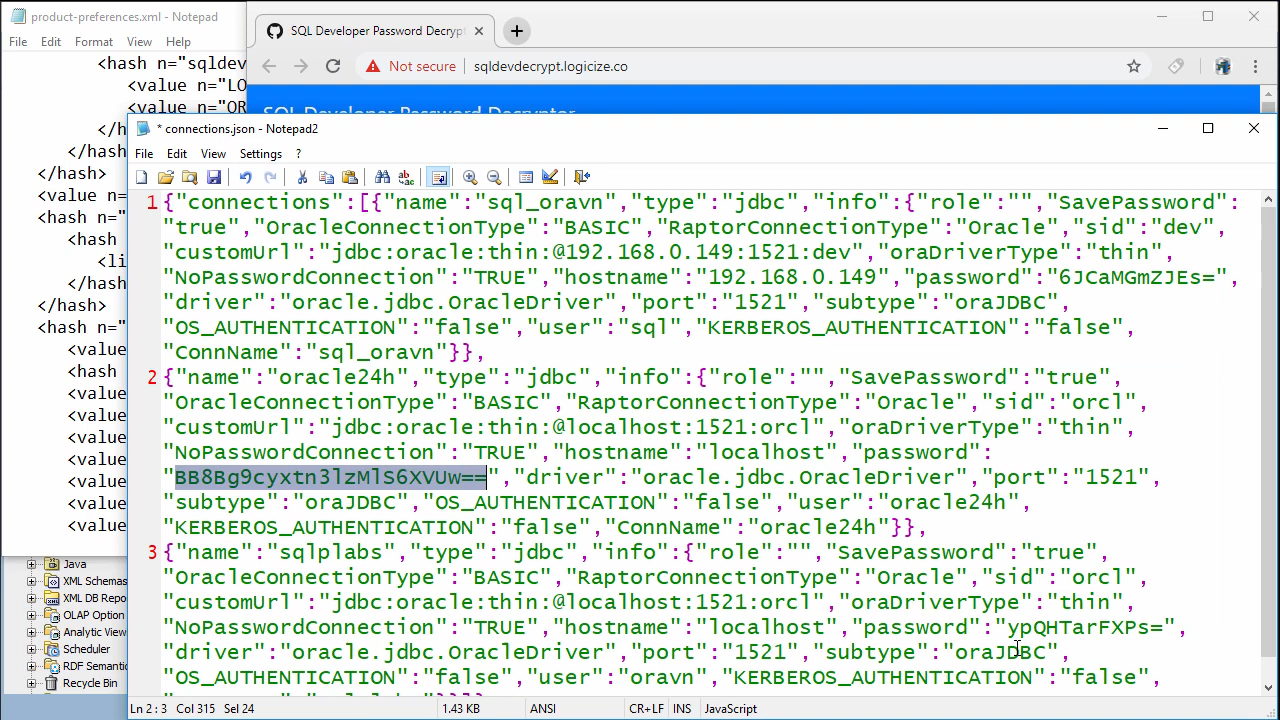 product-preferences.xml - Notepad
File Edit Format View Help
<hash n="sqldev
<value n="LO
<value n="OR
</h
</hash
</hash>
<value n=
<hash n="
<hash
<li
</hash
</hash>
<hash n="
<value
<hash
<value
<value
<value
<value
<value
<value
<value
SQL Developer Password Decrypt
Not secure sqldevdecrypt.logicize.co
SQL Developer Password Decryptor
* connections.json - Notepad2
File Edit View Settings ?
1 {"connections":[{"name":"sql_oravn","type":"jdbc","info":{"role":"","SavePassword":
"true","OracleConnectionType":"BASIC","RaptorConnectionType":"Oracle","sid":"dev",
"customUrl":"jdbc:oracle:thin:@192.168.0.149:1521:dev","oraDriverType":"thin",
"NoPasswordConnection":"TRUE","hostname":"192.168.0.149","password":"6JCaMGmZJEs=",
"driver":"oracle.jdbc.OracleDriver","port":"1521","subtype":"oraJDBC",
"OS_AUTHENTICATION":"false","user":"sql","KERBEROS_AUTHENTICATION":"false",
"ConnName":"sql_oravn"}},
2 {"name":"oracle24h","type":"jdbc","info":{"role":"","SavePassword":"true",
"OracleConnectionType":"BASIC","RaptorConnectionType":"Oracle","sid":"orcl",
"customUrl":"jdbc:oracle:thin:@localhost:1521:orcl","oraDriverType":"thin",
"NoPasswordConnection":"TRUE","hostname":"localhost","password":
"BB8Bg9cyxtn3lzMlS6XVUw==","driver":"oracle.jdbc.OracleDriver","port":"1521",
"subtype":"oraJDBC","OS_AUTHENTICATION":"false","user":"oracle24h",
"KERBEROS_AUTHENTICATION":"false","ConnName":"oracle24h"}},
3 {"name":"sqlplabs","type":"jdbc","info":{"role":"","SavePassword":"true",
"OracleConnectionType":"BASIC","RaptorConnectionType":"Oracle","sid":"orcl",
"customUrl":"jdbc:oracle:thin:@localhost:1521:orcl","oraDriverType":"thin",
"NoPasswordConnection":"TRUE","hostname":"localhost","password":"ypQHTarFXPs=",
"driver":"oracle.jdbc.OracleDriver","port":"1521","subtype":"oraJDBC",
"OS_AUTHENTICATION":"false","user":"oravn","KERBEROS_AUTHENTICATION":"false",
Java
XML Schemas
XML DB Repo
OLAP Option
Analytic View
Scheduler
RDF Semantic
Recycle Bin
Ln 2 : 3 Col 315 Sel 24 1.43 KB ANSI CR+LF INS JavaScript